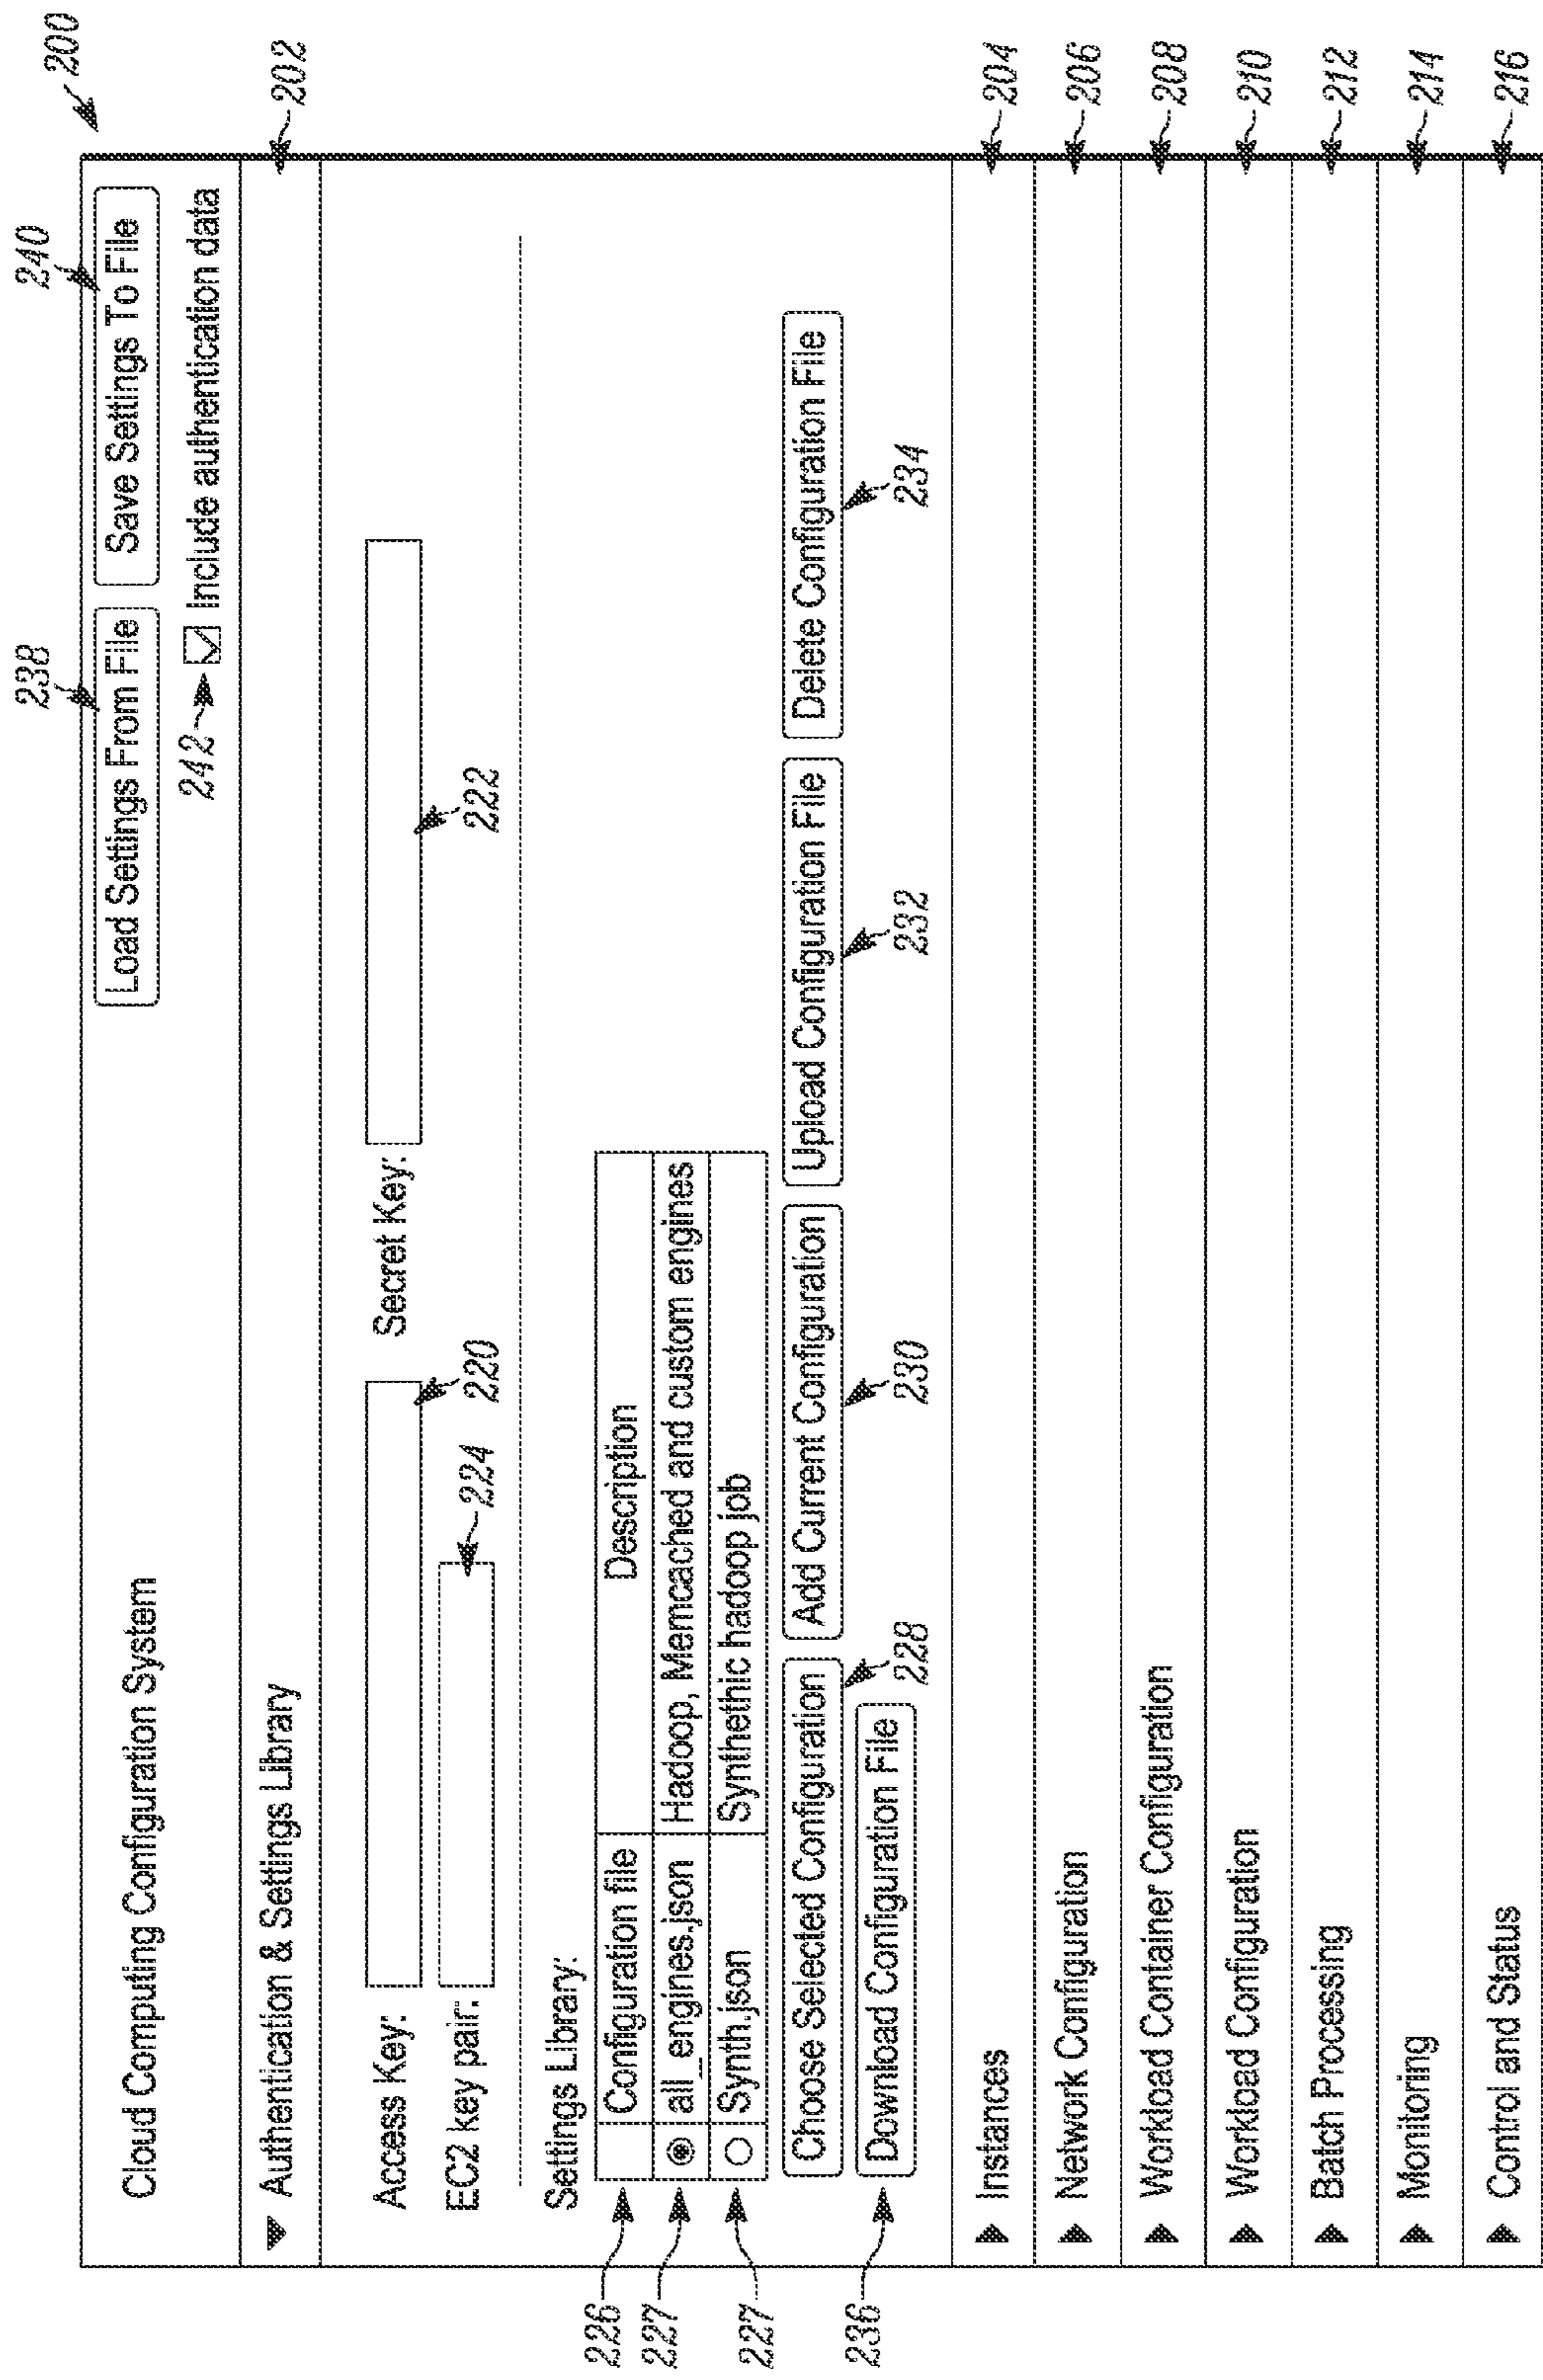 200
238
240
Cloud Computing Configuration System
Load Settings From File
Save Settings To File
242
Include authentication data
Authentication & Settings Library
202
Access Key:
Secret Key:
220
222
EC2 key pair:
224
Settings Library:
226
Configuration file
Description
227
all_engines.json
Hadoop, Memcached and custom engines
227
Synth.json
Synthethic hadoop job
Choose Selected Configuration
Add Current Configuration
Upload Configuration File
Delete Configuration File
236
Download Configuration File
228
230
232
234
Instances
204
Network Configuration
206
Workload Container Configuration
208
Workload Configuration
210
Batch Processing
212
Monitoring
214
Control and Status
216